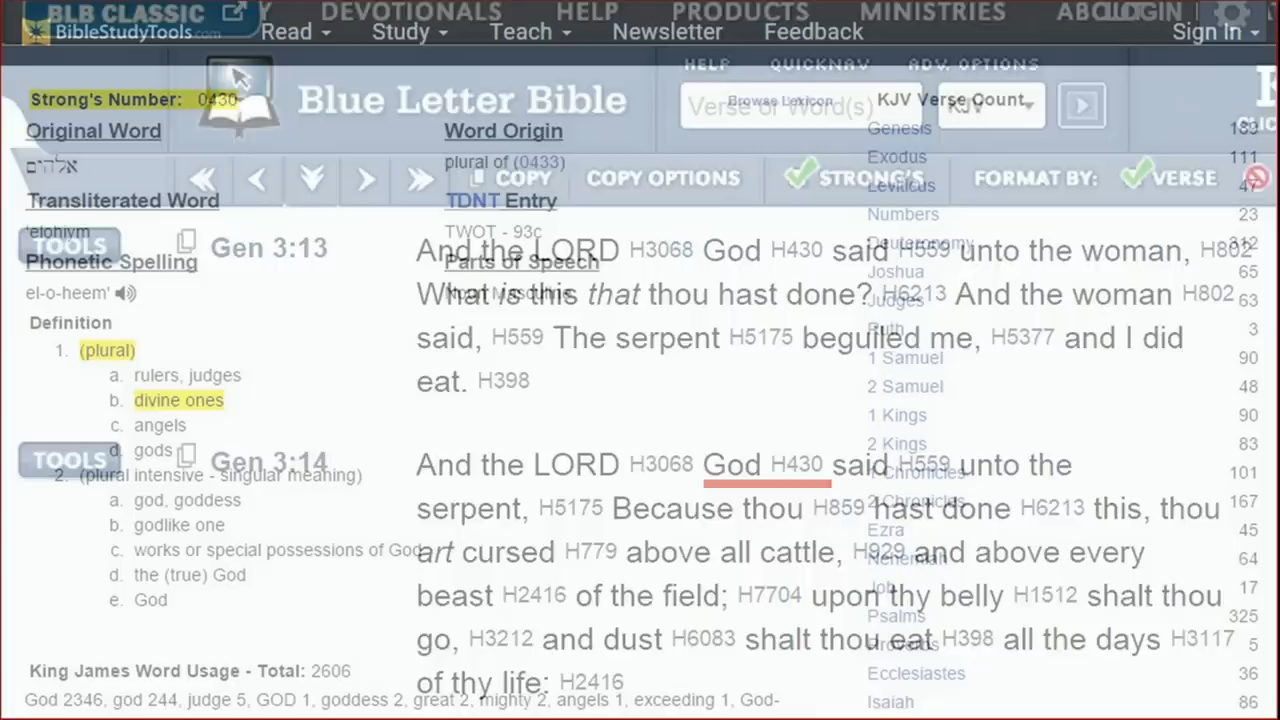 BLB CLASSIC
DEVOTIONALS HELP PRODUCTS MINISTRIES ABOUT LOGIN
BibleStudyTools.com Read Study Teach Newsletter Feedback Sign In
HELP QUICKNAV ADV. OPTIONS
Strong's Number: 0430
Blue Letter Bible
Verse or Word(s)
Browse Lexicon
KJV
KJV Verse Count
Original Word
Word Origin
Genesis 189
אלהים
plural of (0433)
Exodus 111
COPY COPY OPTIONS STRONG'S FORMAT BY: VERSE
Leviticus 47
Transliterated Word
TDNT Entry
Numbers 23
'elohiym
TWOT - 93c
Deuteronomy 312
TOOLS Gen 3:13 And the LORD H3068 God H430 said H559 unto the woman, H802
Phonetic Spelling
Parts of Speech
Joshua 65
el-o-heem'
What is this that thou hast done? H6213 And the woman H802
Judges 63
Definition
Ruth 3
said, H559 The serpent H5175 beguiled me, H5377 and I did
1. (plural)
1 Samuel 90
a. rulers, judges
eat. H398
2 Samuel 48
b. divine ones
1 Kings 90
c. angels
2 Kings 83
d. gods
TOOLS Gen 3:14 And the LORD H3068 God H430 said H559 unto the
2. (plural intensive - singular meaning)
1 Chronicles 101
a. god, goddess
2 Chronicles 167
serpent, H5175 Because thou H859 hast done H6213 this, thou
b. godlike one
Ezra 45
c. works or special possessions of God
art cursed H779 above all cattle, H929 and above every
Nehemiah 64
d. the (true) God
Job 17
beast H2416 of the field; H7704 upon thy belly H1512 shalt thou
e. God
Psalms 325
go, H3212 and dust H6083 shalt thou eat H398 all the days H3117
Proverbs 5
King James Word Usage - Total: 2606
Ecclesiastes 36
of thy life: H2416
God 2346, god 244, judge 5, GOD 1, goddess 2, great 2, mighty 2, angels 1, exceeding 1, God-
Isaiah 86